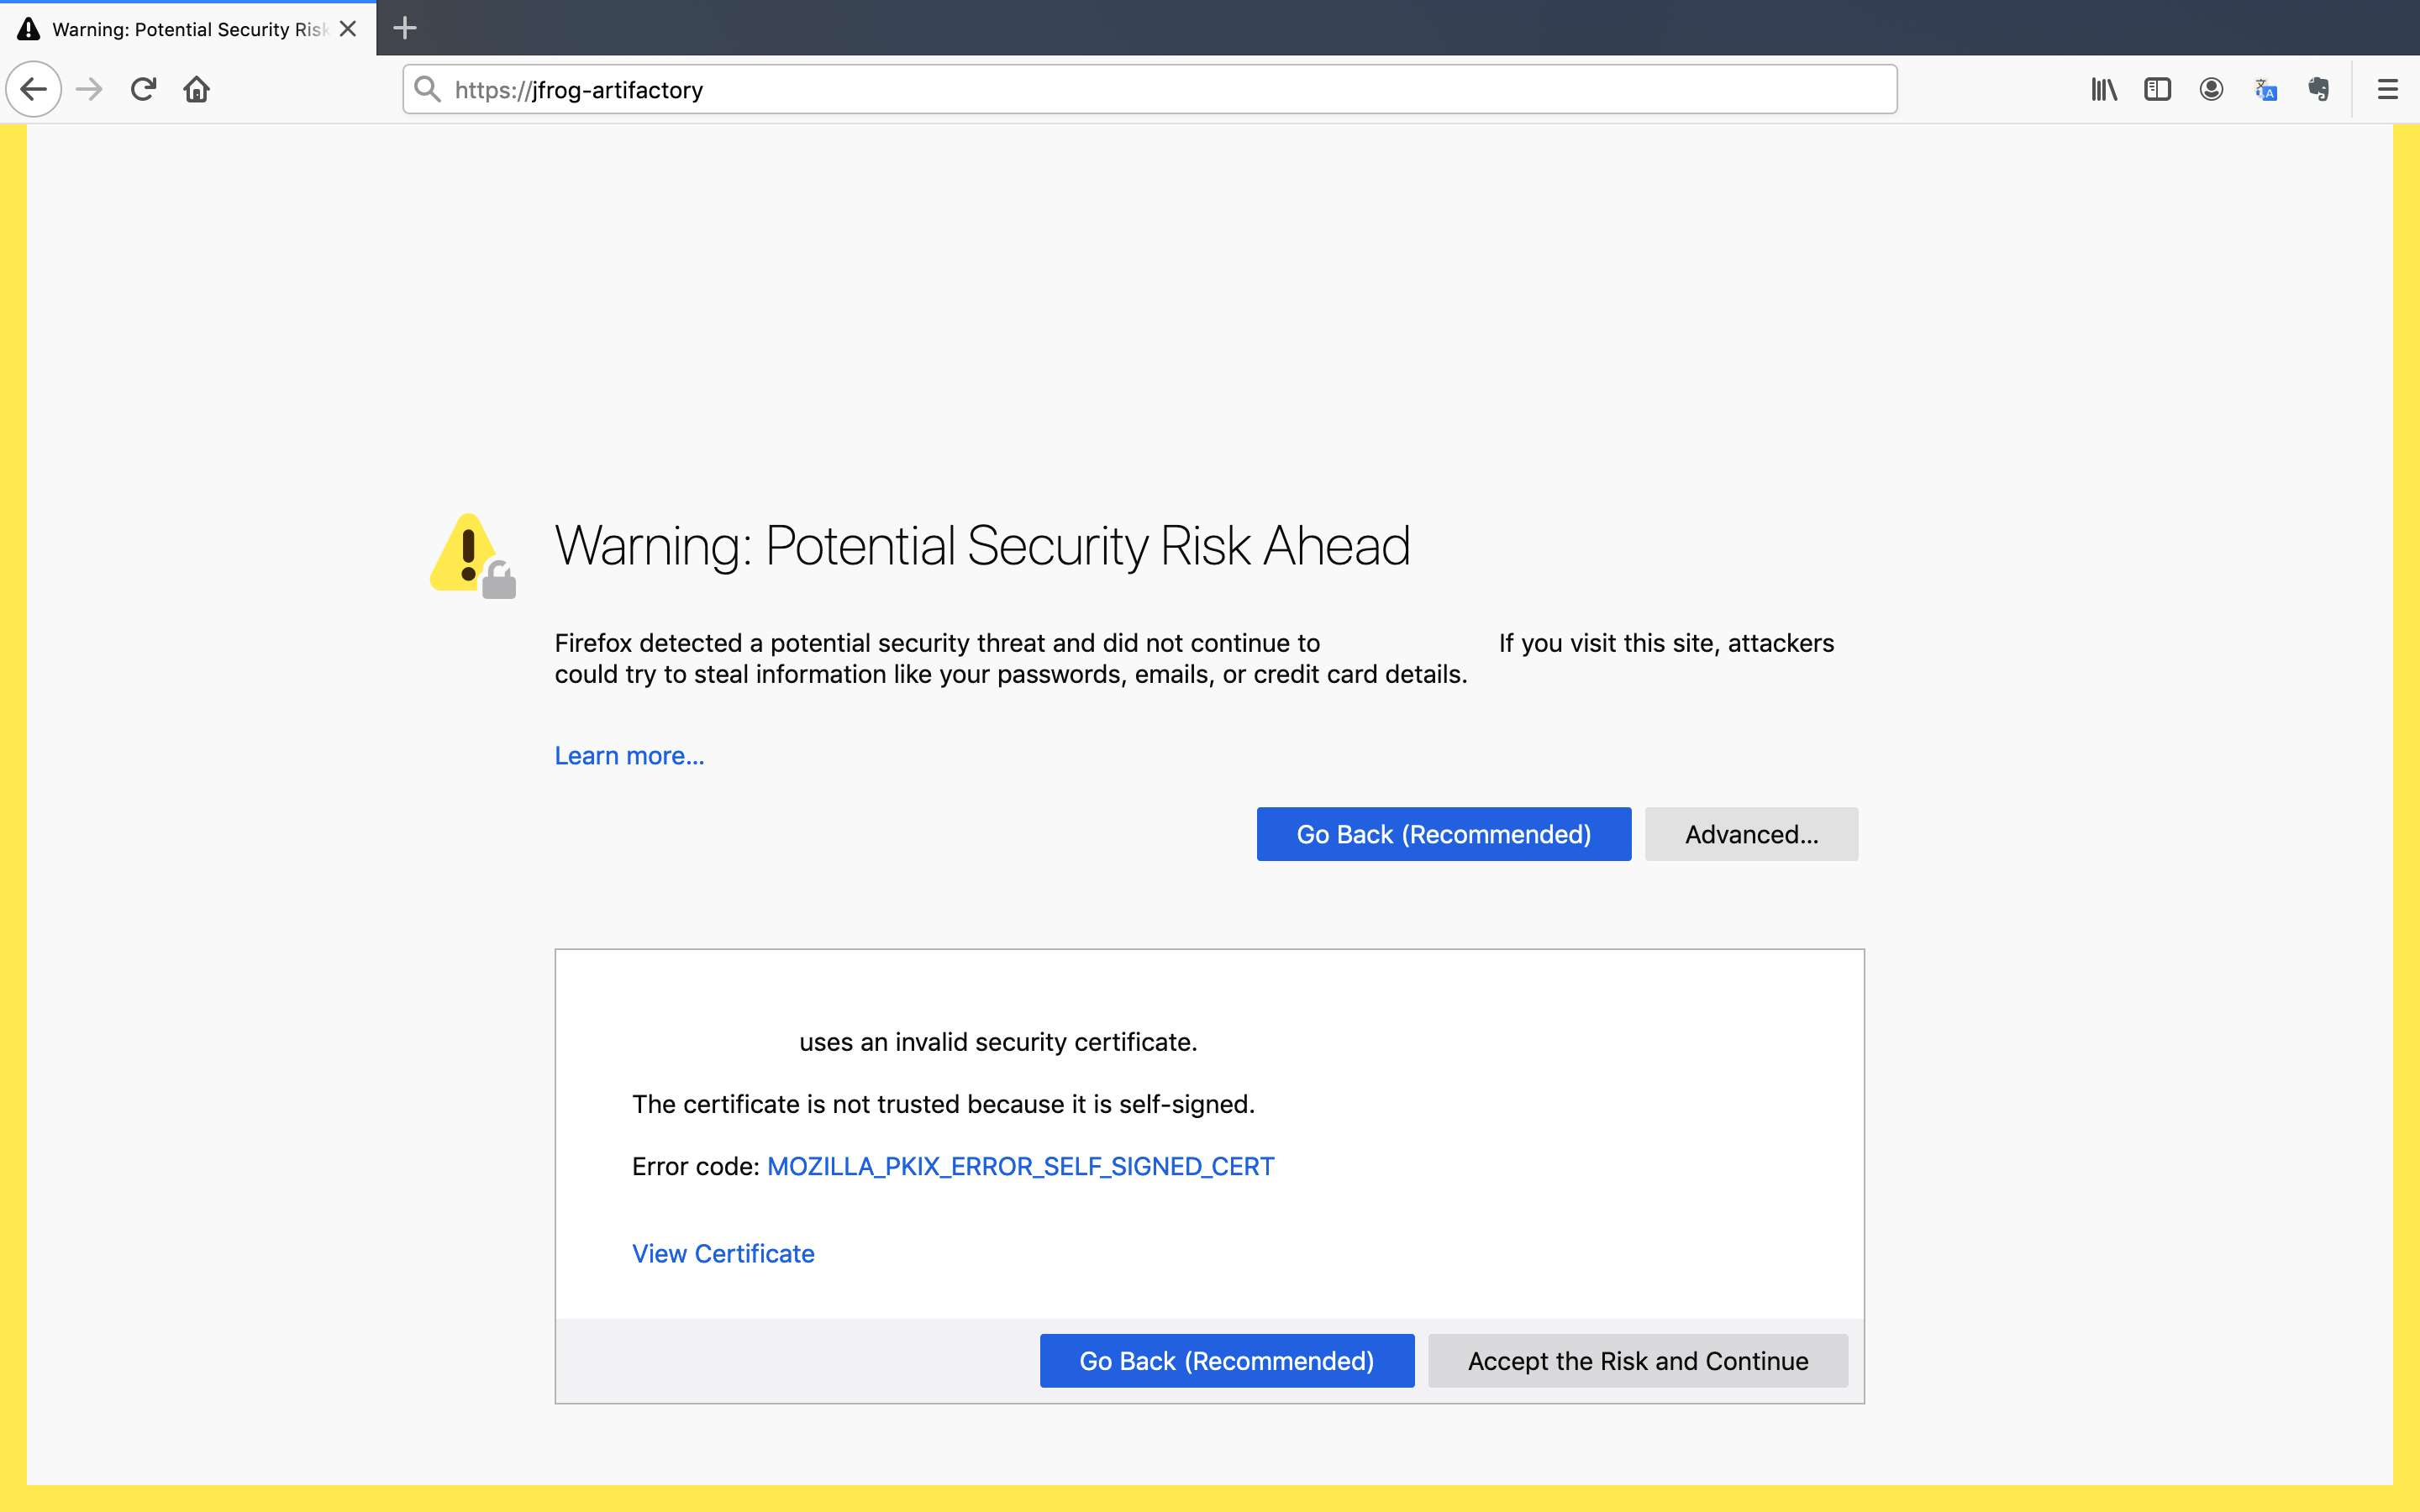 Warning: Potential Security Risk
https://jfrog-artifactory
Warning: Potential Security Risk Ahead
Firefox detected a potential security threat and did not continue to If you visit this site, attackers
could try to steal information like your passwords, emails, or credit card details.
Learn more...
Go Back (Recommended) Advanced...
uses an invalid security certificate.
The certificate is not trusted because it is self-signed.
Error code: MOZILLA_PKIX_ERROR_SELF_SIGNED_CERT
View Certificate
Go Back (Recommended) Accept the Risk and Continue